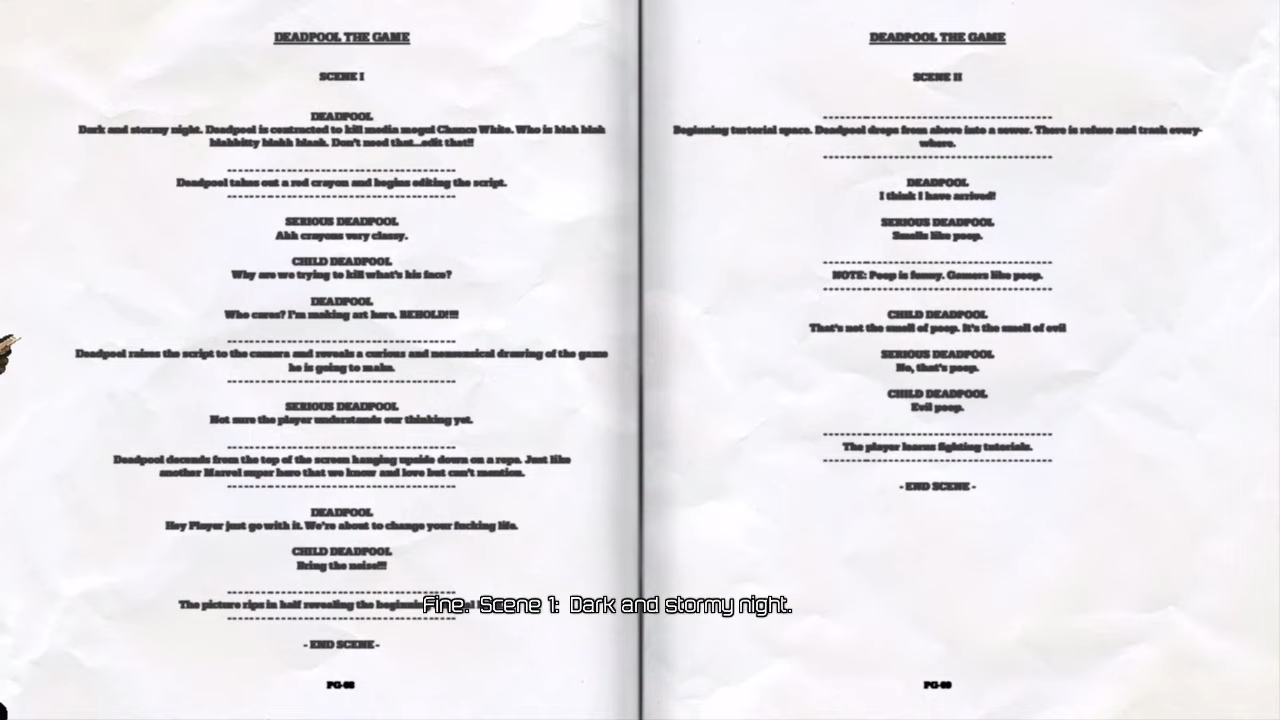 DEADPOOL THE GAME
SCENE I
DEADPOOL
Dark and stormy night. Deadpool is contracted to kill media mogul Chance White. Who is blah blah
blahbitty blahh blaah. Don't need that...edit that!!
Deadpool takes out a red crayon and begins editing the script.
SERIOUS DEADPOOL
Ahh crayons very classy.
CHILD DEADPOOL
Why are we trying to kill what's his face?
DEADPOOL
Who cares? I'm making art here. BEHOLD!!!!
Deadpool raises the script to the camera and reveals a curious and nonsensical drawing of the game
he is going to make.
SERIOUS DEADPOOL
Not sure the player understands our thinking yet.
Deadpool decends from the top of the screen hanging upside down on a rope. Just like
another Marvel super hero that we know and love but can't mention.
DEADPOOL
Hey Player just go with it. We're about to change your fucking life.
CHILD DEADPOOL
Bring the noise!!!
The picture rips in half revealing the
Fine. Scene 1: Dark and stormy night.
- END SCENE -
DEADPOOL THE GAME
SCENE II
Beginning turtorial space. Deadpool drops from above into a sewer. There is refuse and trash every-
where.
DEADPOOL
I think I have arrived!
SERIOUS DEADPOOL
Smells like poop.
NOTE: Poop is funny. Gamers like poop.
CHILD DEADPOOL
That's not the smell of poop. It's the smell of evil
SERIOUS DEADPOOL
No, that's poop.
CHILD DEADPOOL
Evil poop.
The player learns fighting tutorials.
- END SCENE -